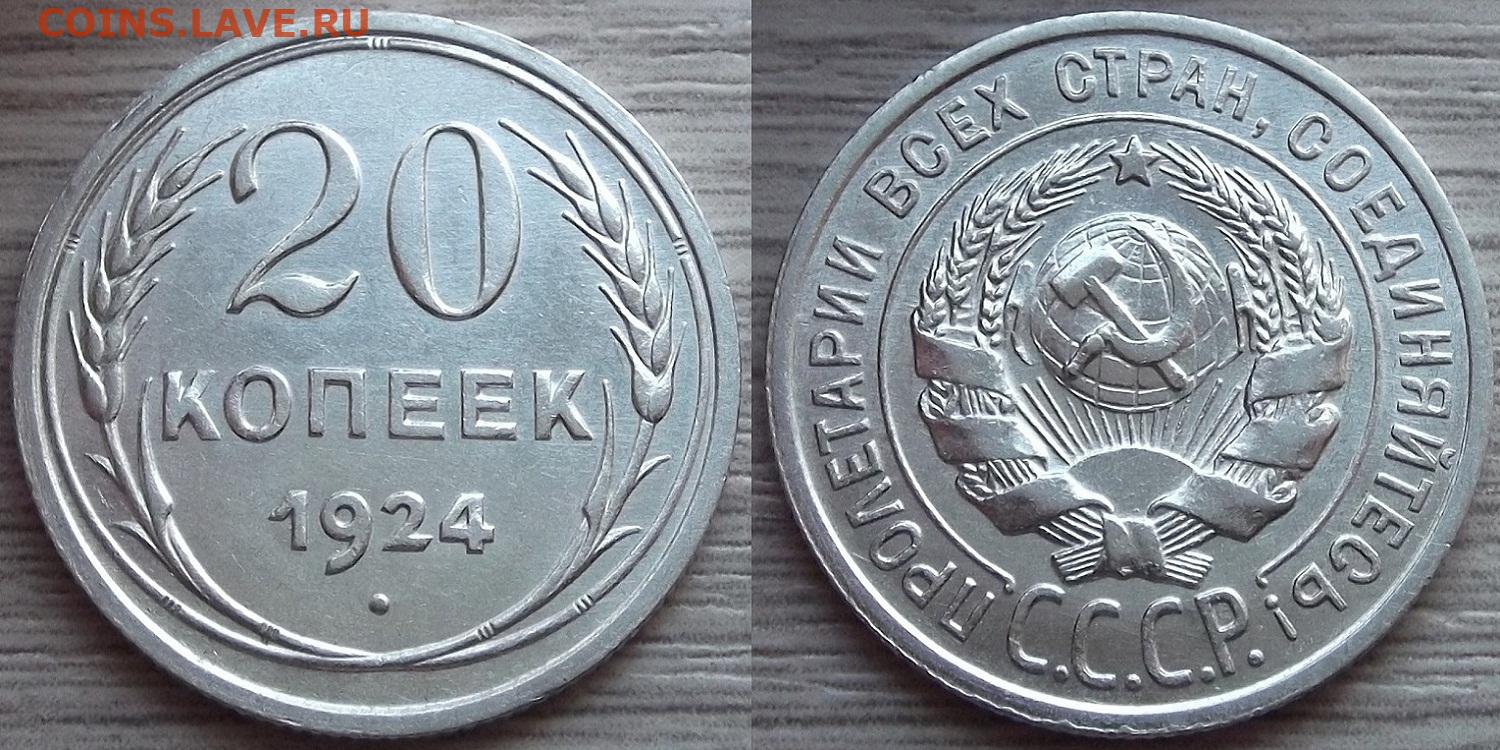 COINS.LAVE.RU
20
КОПЕЕК
1924
ПРОЛЕТАРИИ ВСЕХ СТРАН, СОЕДИНЯЙТЕСЬ!
С.С.С.Р.